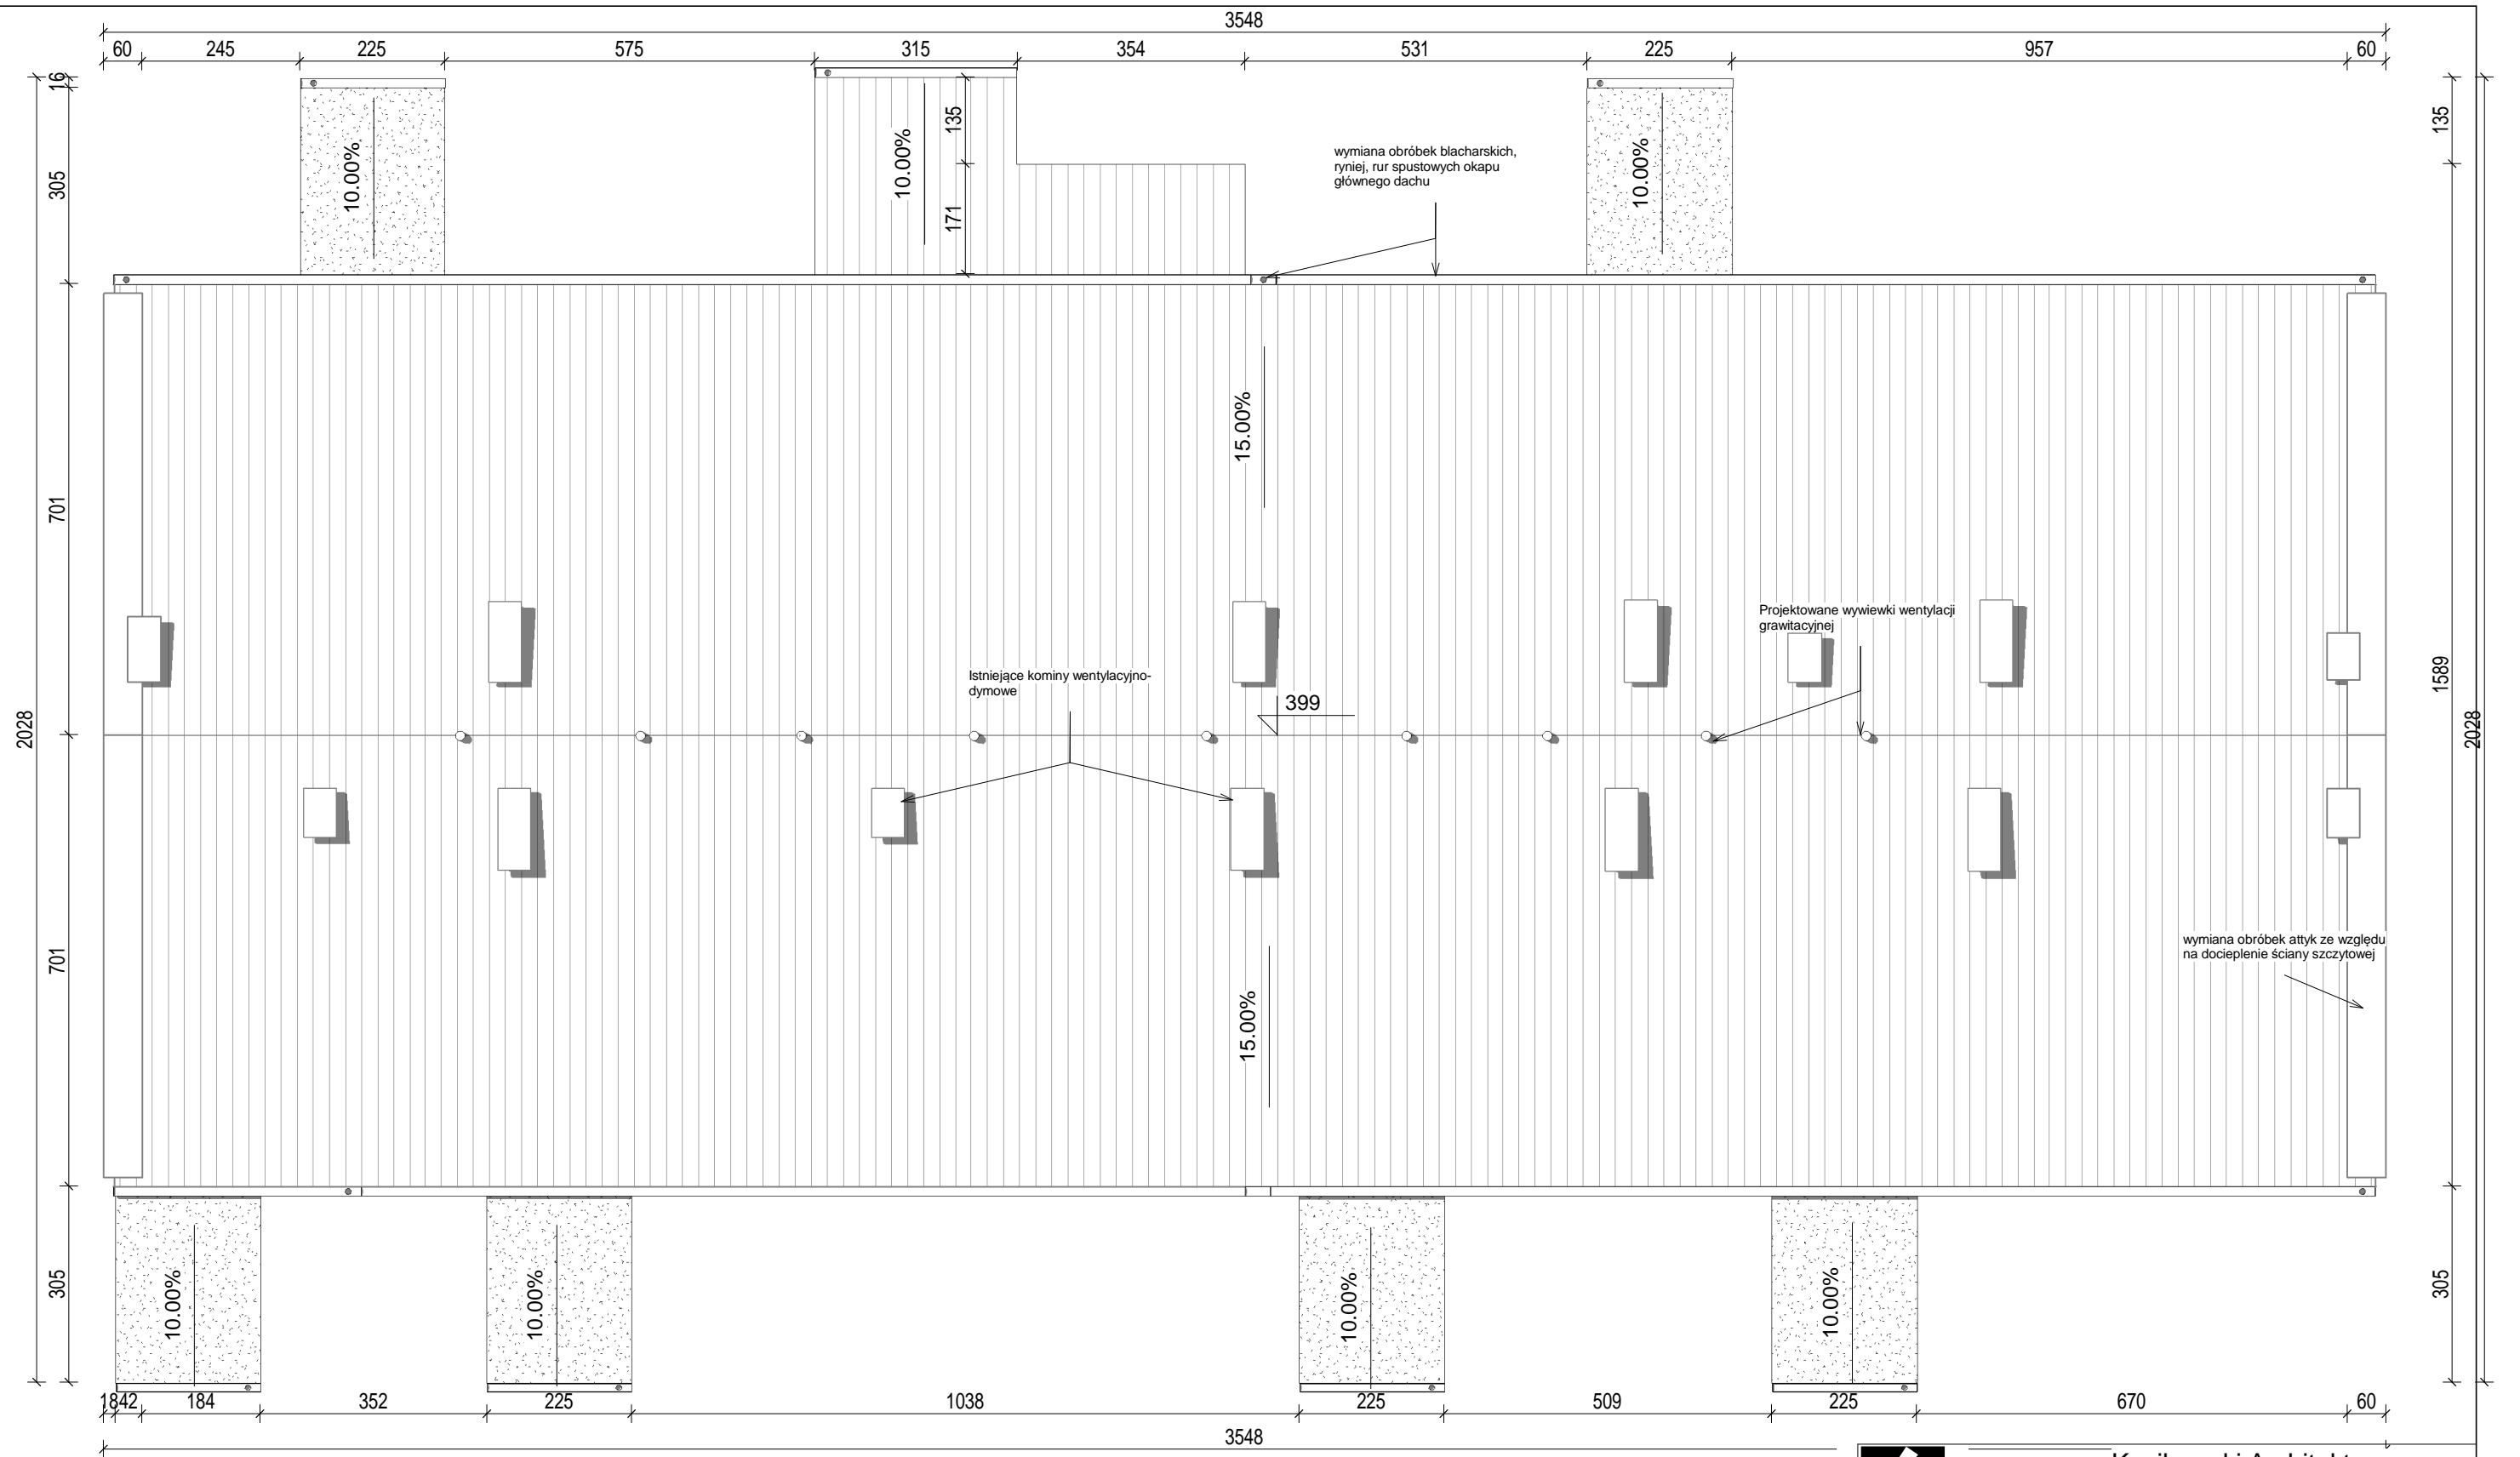 3548
60 245 225 575 315 354 531 225 957 60
16
305
701
701
305
2028
135
171
135
1589
305
2028
10.00%
10.00%
10.00%
wymiana obróbek blacharskich,
ryniej, rur spustowych okapu
głównego dachu
15.00%
Projektowane wywiewki wentylacji
grawitacyjnej
Istniejące kominy wentylacyjno-
dymowe
399
wymiana obróbek attyk ze względu
na docieplenie ściany szczytowej
15.00%
10.00%
10.00%
10.00%
10.00%
18 42 184 352 225 1038 225 509 225 670 60
3548